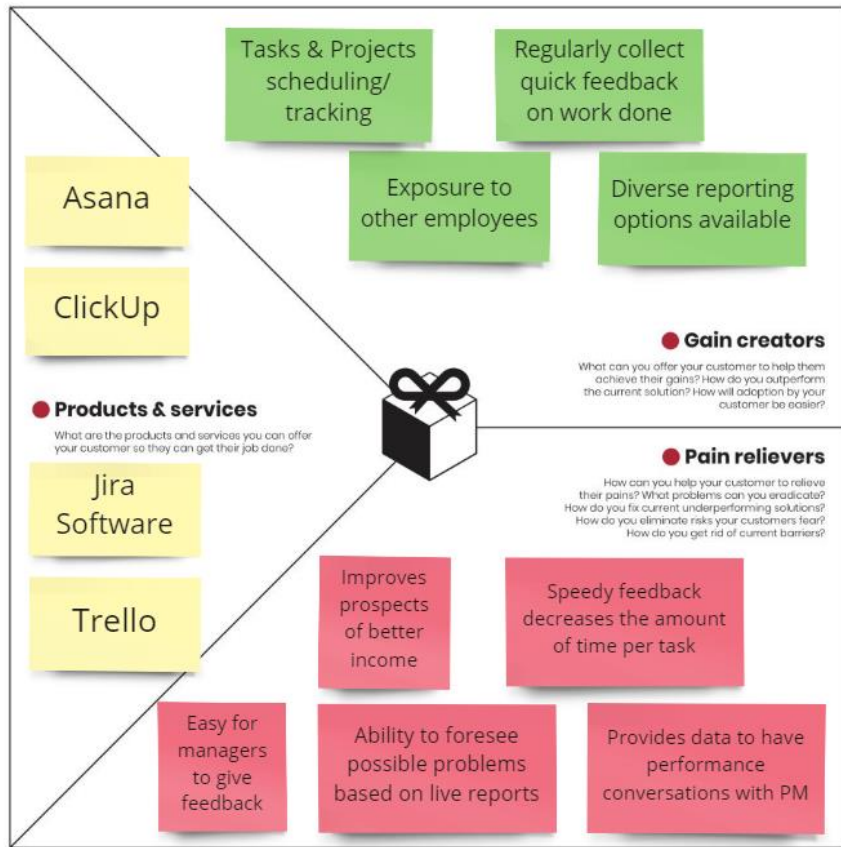 Tasks & Projects
scheduling/
tracking
Regularly collect
quick feedback
on work done
Exposure to
other employees
Diverse reporting
options available
Asana
ClickUp
Products & services
What are the products and services you can offer
your customer so they can get their job done?
Jira
Software
Trello
Gain creators
What can you offer your customer to help them
achieve their gains? How do you outperform
the current solution? How will adoption by your
customer be easier?
Pain relievers
How can you help your customer to relieve
their pains? What problems can you eradicate?
How do you fix current underperforming solutions?
How do you eliminate risks your customers fear?
How do you get rid of current barriers?
Improves
prospects
of better
income
Speedy feedback
decreases the amount
of time per task
Easy for
managers
to give
feedback
Ability to foresee
possible problems
based on live reports
Provides data to have
performance
conversations with PM